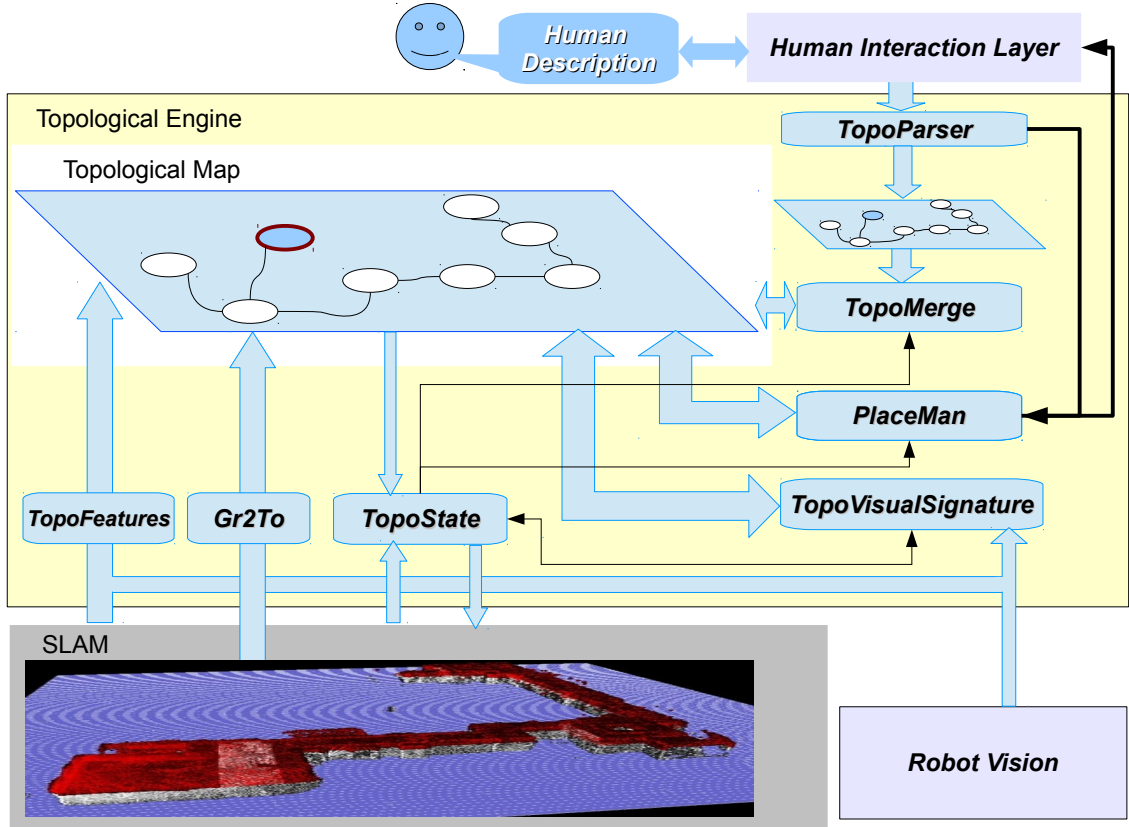 Human
Description
Human Interaction Layer
Topological Engine
TopoParser
Topological Map
TopoMerge
PlaceMan
TopoFeatures
Gr2To
TopoState
TopoVisualSignature
SLAM
Robot Vision